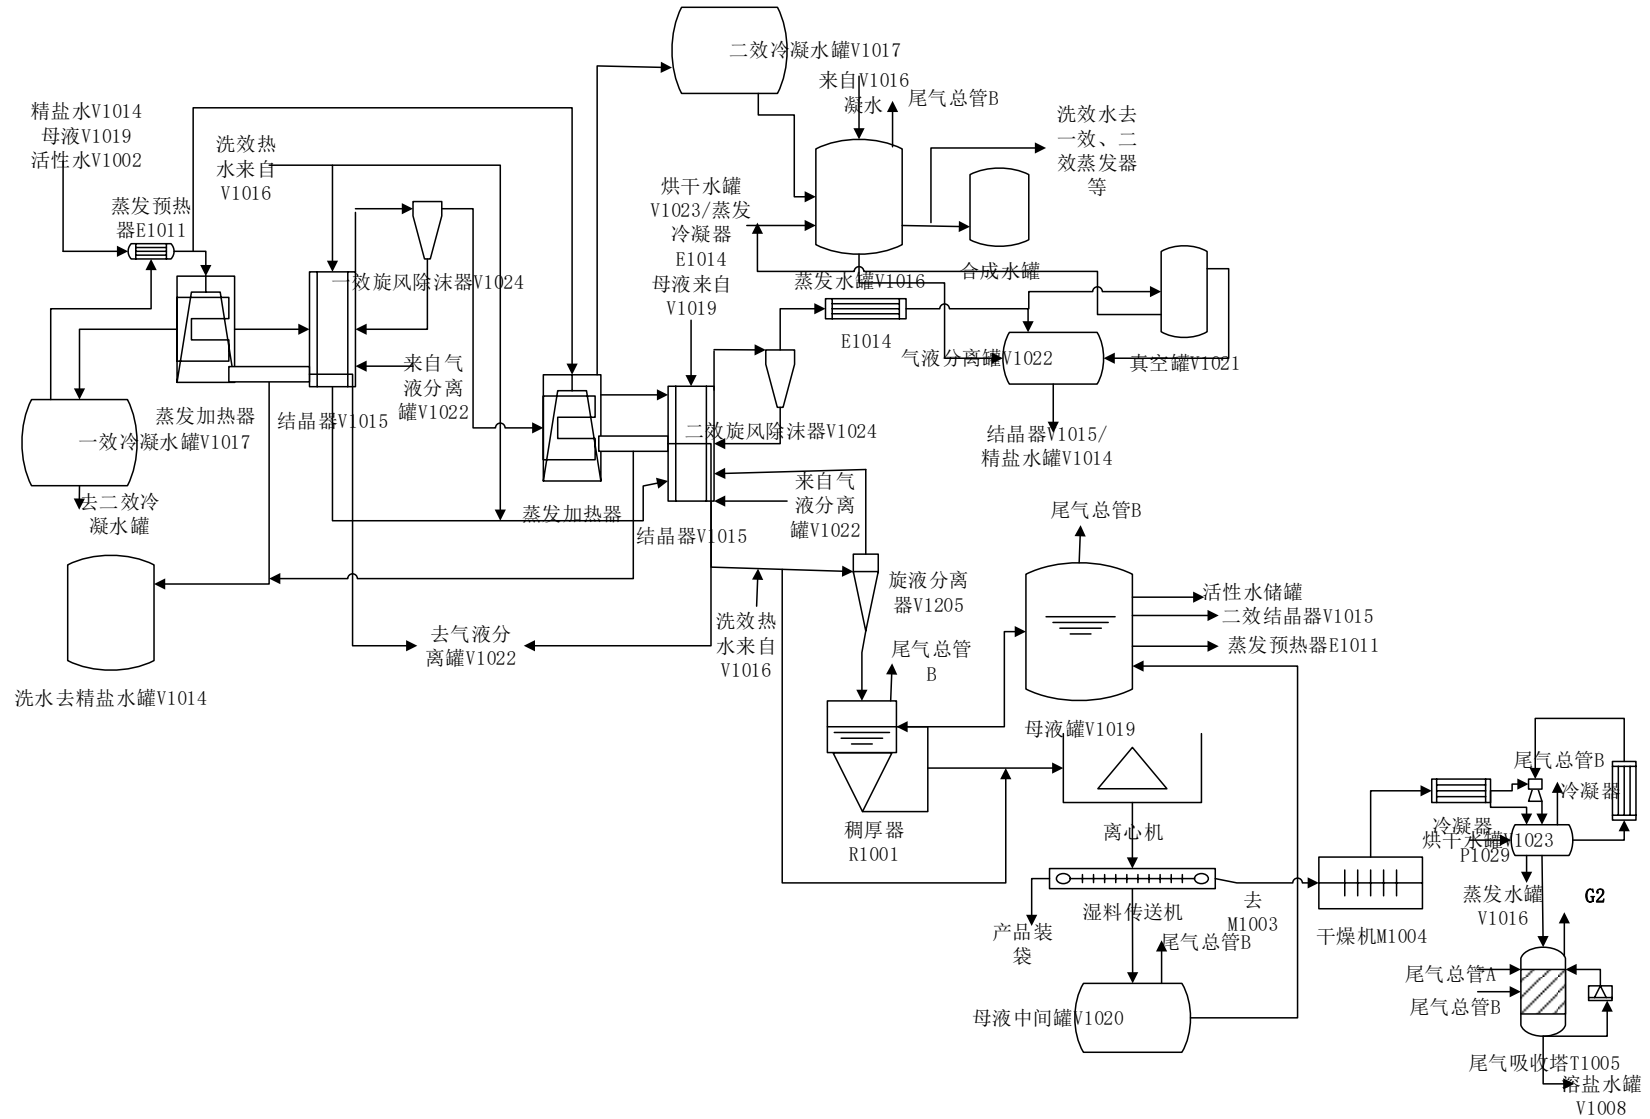 二效冷凝水罐V1017
来自V1016
凝水
尾气总管B
精盐水V1014
母液V1019
活性水V1002
洗效热
水来自
V1016
洗效水去
一效、二
效蒸发器
等
蒸发预热
器E1011
烘干水罐
V1023/蒸发
冷凝器
E1014
母液来自
V1019
一效旋风除沫器V1024
蒸发水罐V1016
合成水罐
E1014
气液分离罐V1022
真空罐V1021
来自气
液分离
罐V1022
蒸发加热器
结晶器V1015
一效冷凝水罐V1017
二效旋风除沫器V1024
结晶器V1015/
精盐水罐V1014
去二效冷
凝水罐
来自气
液分离
罐V1022
蒸发加热器
结晶器V1015
尾气总管B
旋液分离
器V1205
活性水储罐
二效结晶器V1015
蒸发预热器E1011
洗效热
水来自
V1016
去气液分
离罐V1022
尾气总管
B
洗水去精盐水罐V1014
母液罐V1019
尾气总管B
冷凝器
冷凝器
烘干水罐V1023
P1029
稠厚器
R1001
离心机
湿料传送机
去
M1003
蒸发水罐
V1016
G2
产品装
袋
尾气总管B
干燥机M1004
尾气总管A
尾气总管B
母液中间罐V1020
尾气吸收塔T1005
溶盐水罐
V1008